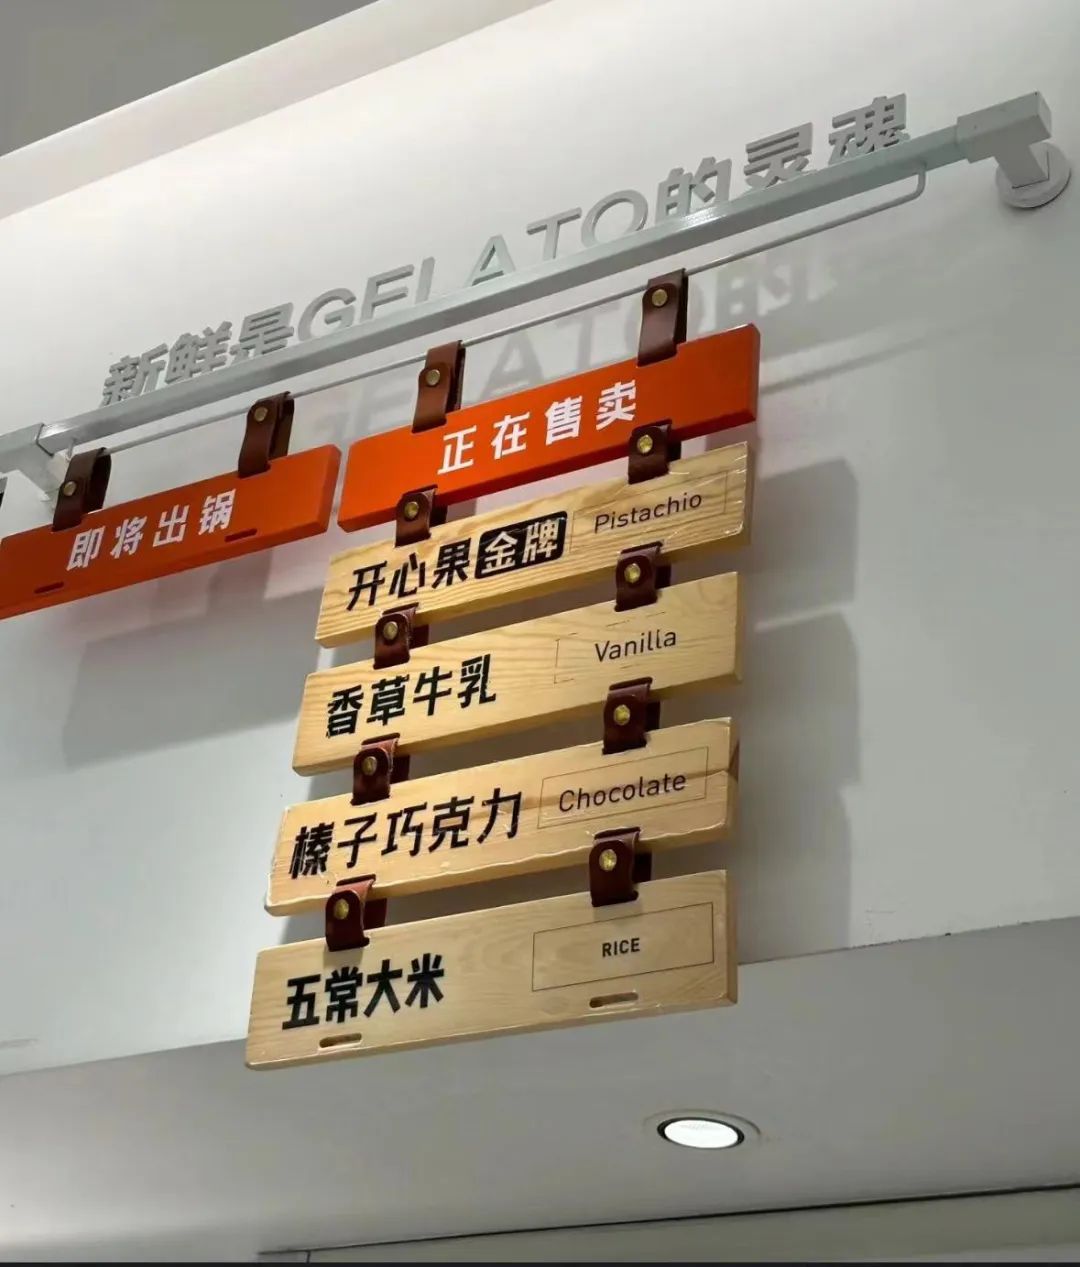 新鲜是GELATO的灵魂
即将出锅
正在售卖
开心果金牌 Pistachio
香草牛乳 Vanilla
榛子巧克力 Chocolate
五常大米 RICE